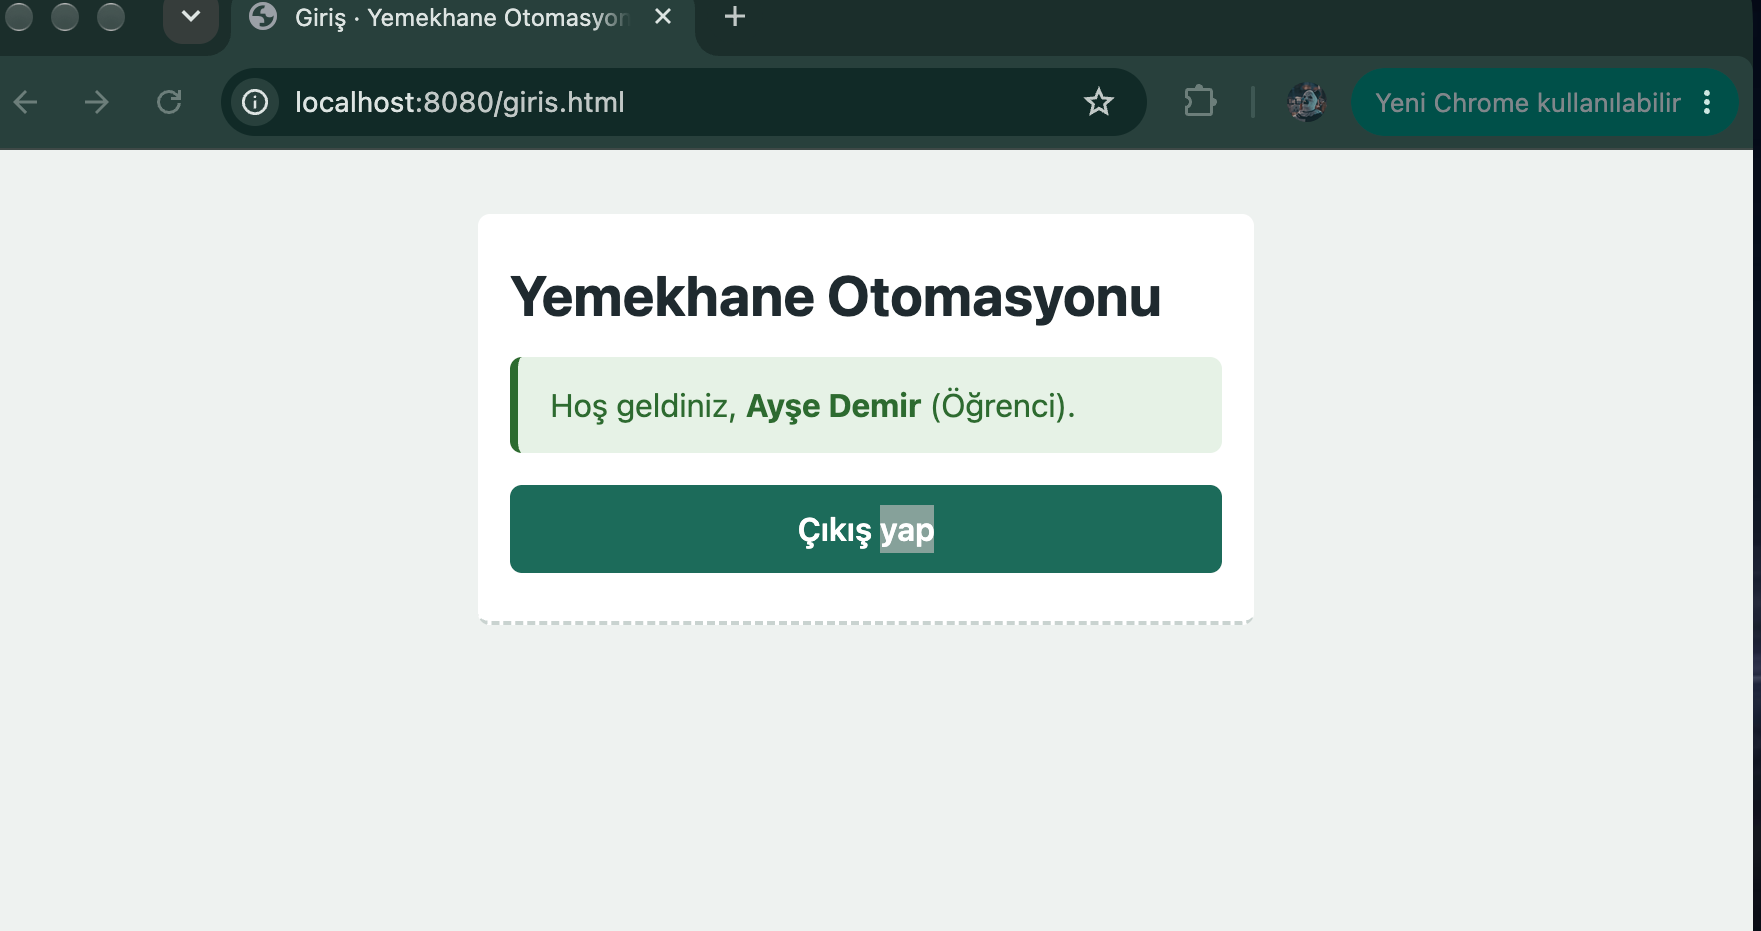 Giriş · Yemekhane Otomasyon
localhost:8080/giris.html
Yeni Chrome kullanılabilir
Yemekhane Otomasyonu
Hoş geldiniz, Ayşe Demir (Öğrenci).
Çıkış yap